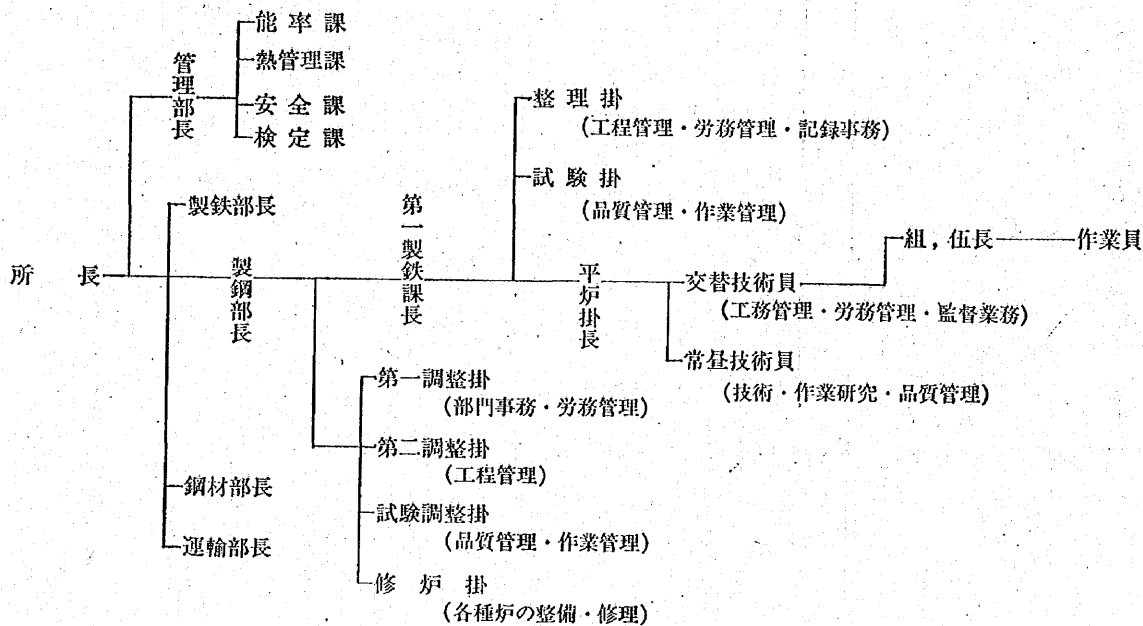 能率課
熱管理課
安全課
検定課
管理部長
整理掛
(工程管理・労務管理・記録事務)
試験掛
(品質管理・作業管理)
製鉄部長
第一製鉄課長
組,伍長
作業員
所長
製鋼部長
平炉掛長
交替技術員
(工務管理・労務管理・監督業務)
常昼技術員
(技術・作業研究・品質管理)
第一調整掛
(部門事務・労務管理)
第二調整掛
(工程管理)
鋼材部長
試験調整掛
(品質管理・作業管理)
運輸部長
修炉掛
(各種炉の整備・修理)